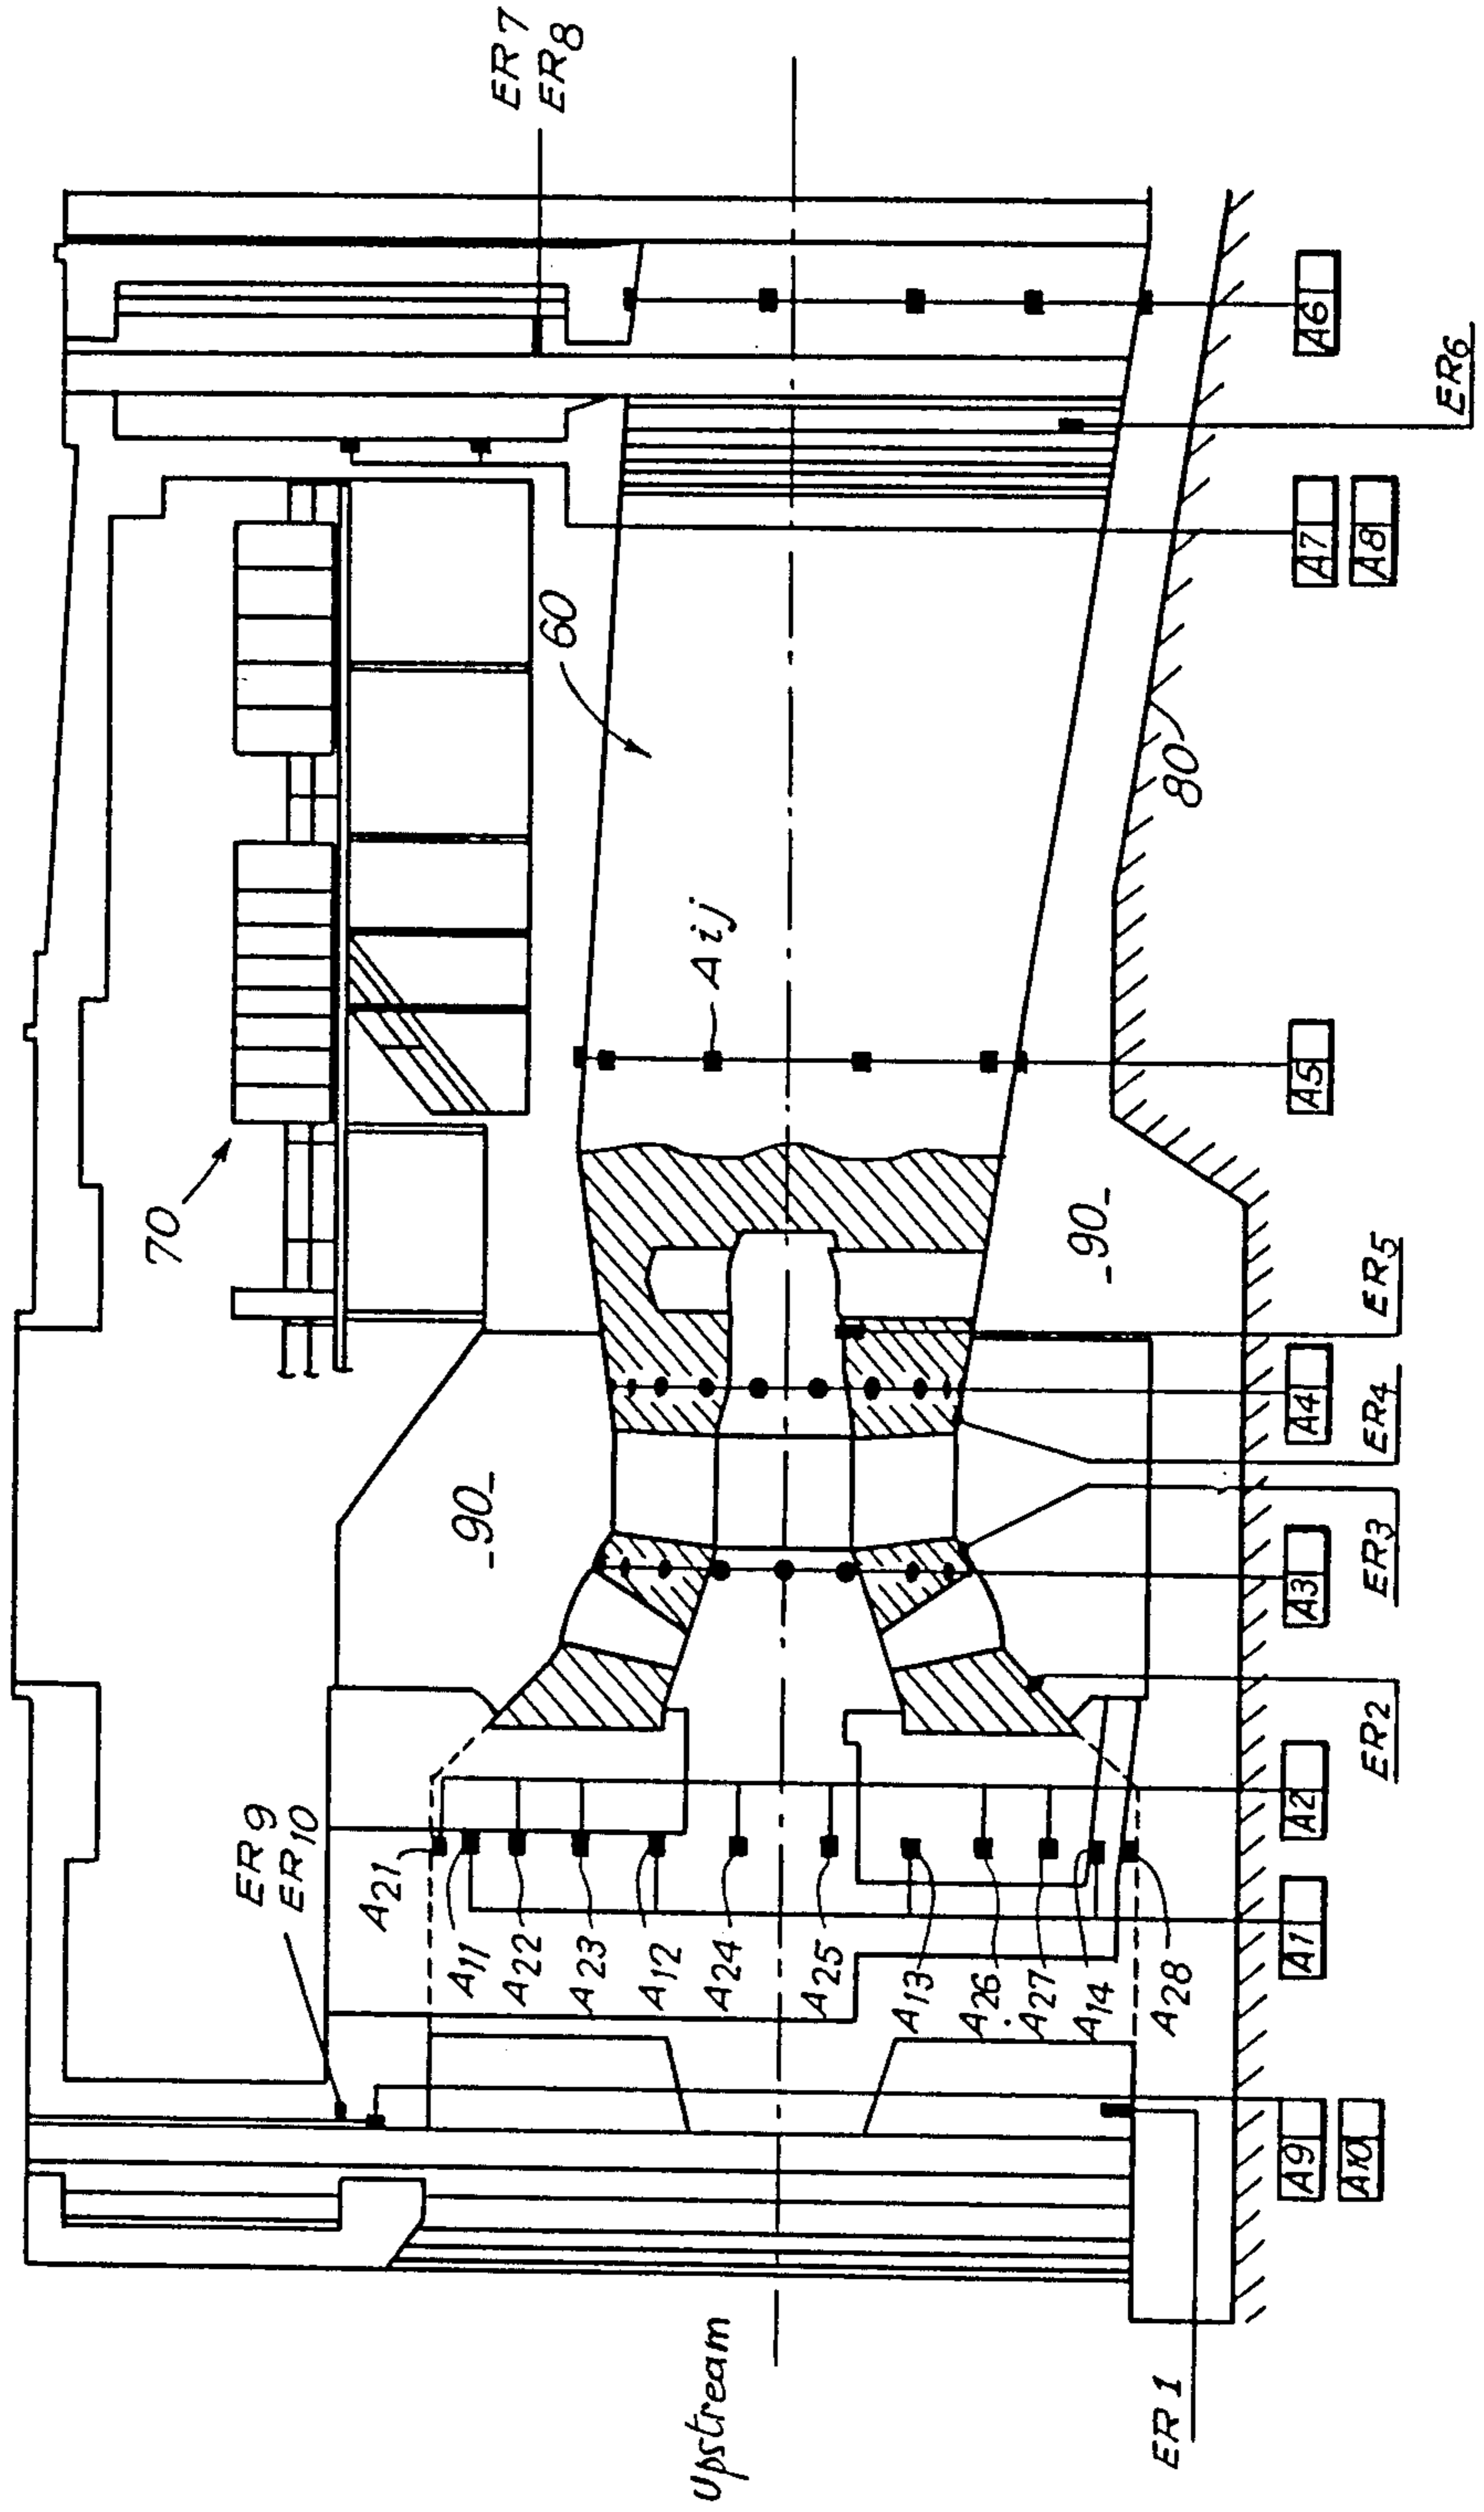 ER7
ER8
70
60
Aij
80
-90-
-90-
ER9
ER10
A21
A11
A22
A23
A12
A24
A25
A13
A26
A27
A14
A28
Upstream
ER1
A9
A10
A1
A2
ER2
A3
ER3
ER4
A4
ER5
A5
A7
A8
ER6
A6